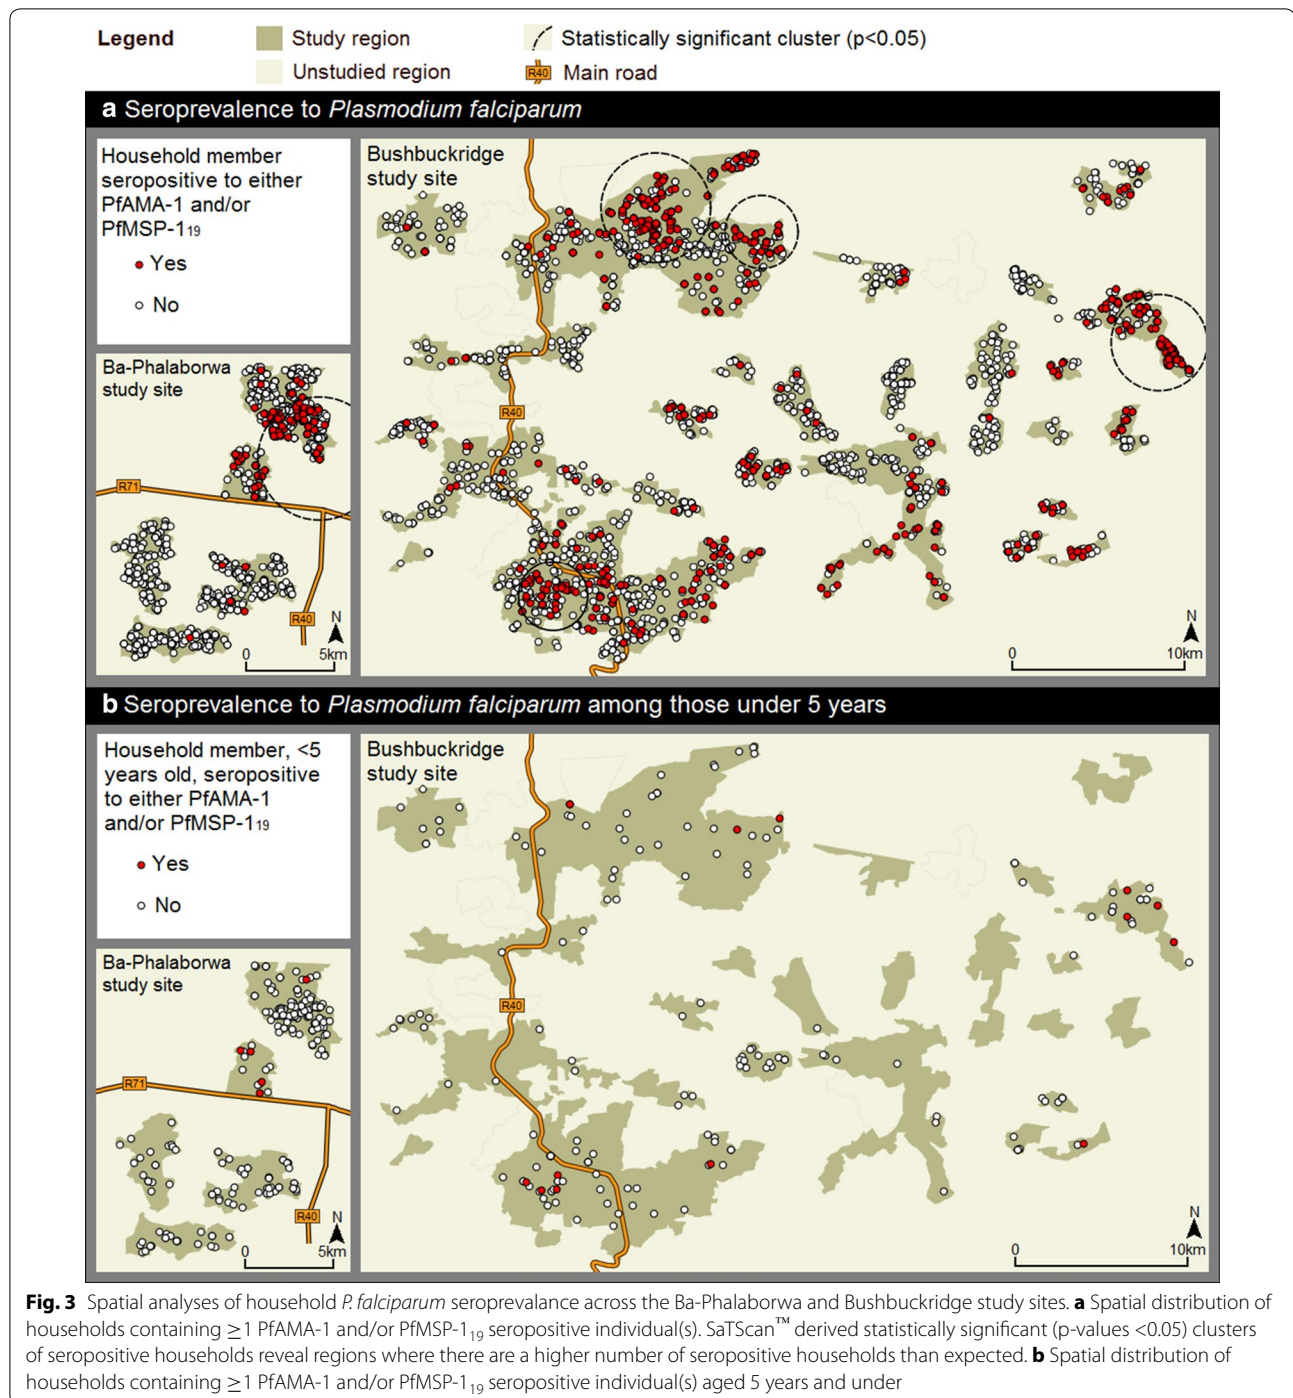 Legend
Study region
Statistically significant cluster (p<0.05)
Unstudied region
R40 Main road
a Seroprevalence to Plasmodium falciparum
Household member
seropositive to either
PfAMA-1 and/or
PfMSP-1₁₉
Yes
No
Ba-Phalaborwa
study site
R71
R40
N
0
5km
Bushbuckridge
study site
R40
N
0
10km
b Seroprevalence to Plasmodium falciparum among those under 5 years
Household member, <5
years old, seropositive
to either PfAMA-1
and/or PfMSP-1₁₉
Yes
No
Ba-Phalaborwa
study site
R71
R40
N
0
5km
Bushbuckridge
study site
R40
N
0
10km
Fig. 3 Spatial analyses of household P. falciparum seroprevalance across the Ba-Phalaborwa and Bushbuckridge study sites. a Spatial distribution of
households containing ≥1 PfAMA-1 and/or PfMSP-1₁₉ seropositive individual(s). SaTScan™ derived statistically significant (p-values <0.05) clusters
of seropositive households reveal regions where there are a higher number of seropositive households than expected. b Spatial distribution of
households containing ≥1 PfAMA-1 and/or PfMSP-1₁₉ seropositive individual(s) aged 5 years and under